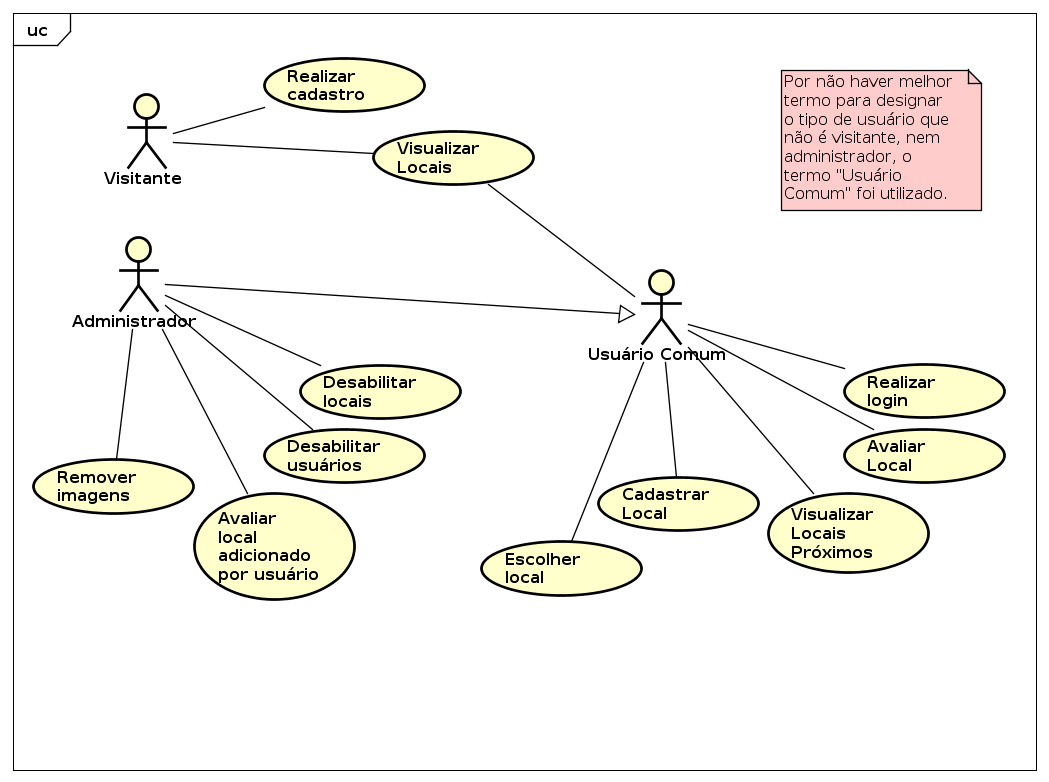 uc
Realizar
cadastro
Visualizar
Locais
Visitante
Por não haver melhor
termo para designar
o tipo de usuário que
não é visitante, nem
administrador, o
termo "Usuário
Comum" foi utilizado.
Administrador
Usuário Comum
Desabilitar
locais
Realizar
login
Desabilitar
usuários
Avaliar
Local
Remover
imagens
Cadastrar
Local
Visualizar
Locais
Próximos
Avaliar
local
adicionado
por usuário
Escolher
local